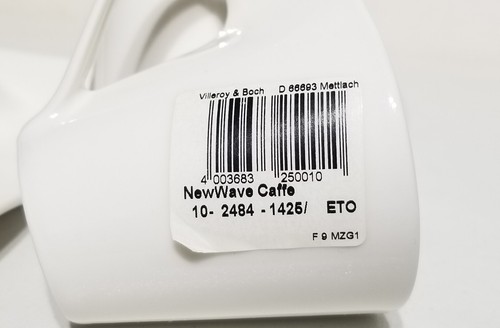 Villeroy & Boch D 66693 Mettlach
4 003683 250010
NewWave Caffe
10- 2484 -1425/ ETO
F 9 MZG1